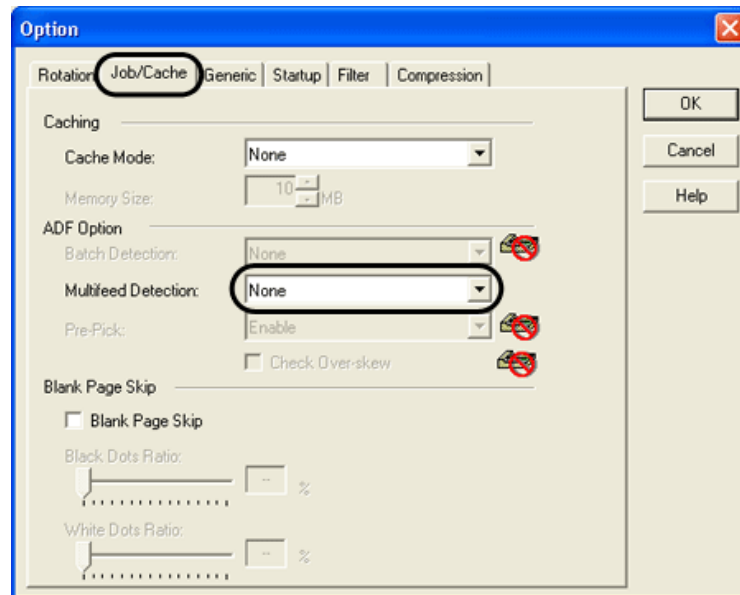 Option
Rotation Job/Cache Generic Startup Filter Compression
OK
Caching
Cache Mode: None
Cancel
Memory Size: 10 MB
Help
ADF Option
Batch Detection: None
Multifeed Detection: None
Pre-Pick: Enable
Check Over-skew
Blank Page Skip
Blank Page Skip
Black Dots Ratio:
-- %
White Dots Ratio:
-- %